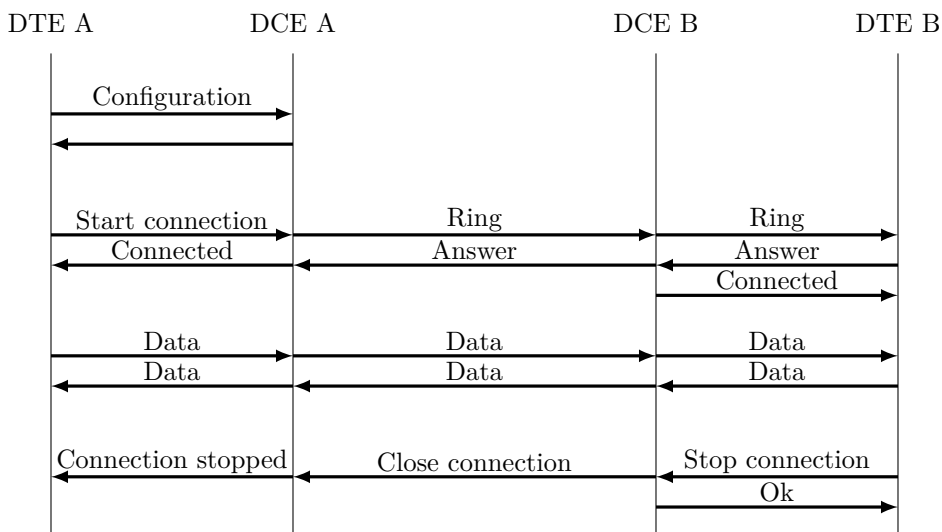 DTE A DCE A DCE B DTE B
Configuration
Start connection Ring Ring
Connected Answer Answer
Connected
Data Data Data
Data Data Data
Connection stopped Close connection Stop connection
Ok